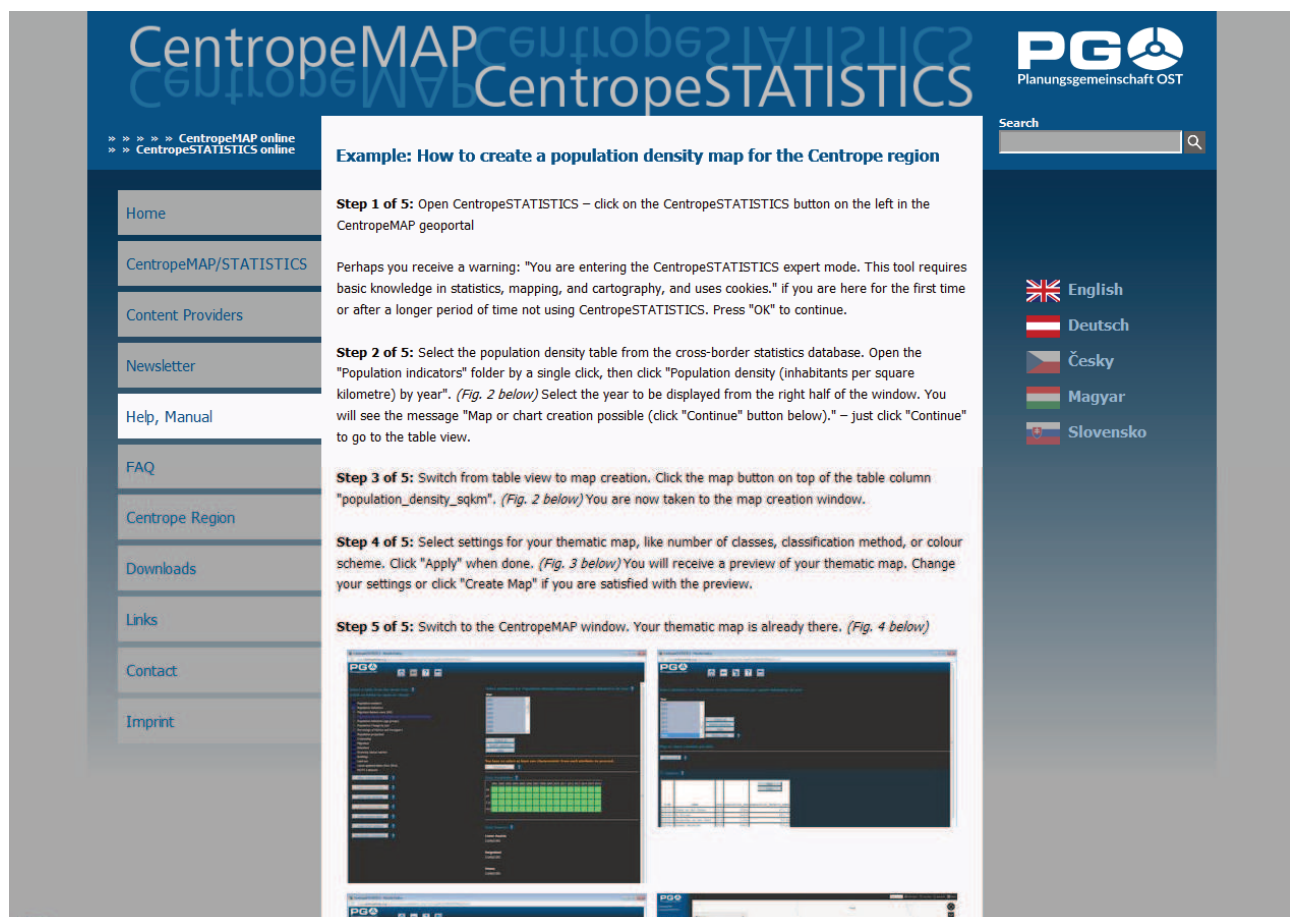 CentropeMAP
CentropeSTATISTICS
PGO
Planungsgemeinschaft OST
» » » » » CentropeMAP online
» » CentropeSTATISTICS online
Search
Home
CentropeMAP/STATISTICS
Content Providers
Newsletter
Help, Manual
FAQ
Centrope Region
Downloads
Links
Contact
Imprint
Example: How to create a population density map for the Centrope region
Step 1 of 5: Open CentropeSTATISTICS – click on the CentropeSTATISTICS button on the left in the
CentropeMAP geoportal
Perhaps you receive a warning: "You are entering the CentropeSTATISTICS expert mode. This tool requires
basic knowledge in statistics, mapping, and cartography, and uses cookies." if you are here for the first time
or after a longer period of time not using CentropeSTATISTICS. Press "OK" to continue.
Step 2 of 5: Select the population density table from the cross-border statistics database. Open the
"Population indicators" folder by a single click, then click "Population density (inhabitants per square
kilometre) by year". (Fig. 2 below) Select the year to be displayed from the right half of the window. You
will see the message "Map or chart creation possible (click "Continue" button below)." – just click "Continue"
to go to the table view.
Step 3 of 5: Switch from table view to map creation. Click the map button on top of the table column
"population_density_sqkm". (Fig. 2 below) You are now taken to the map creation window.
Step 4 of 5: Select settings for your thematic map, like number of classes, classification method, or colour
scheme. Click "Apply" when done. (Fig. 3 below) You will receive a preview of your thematic map. Change
your settings or click "Create Map" if you are satisfied with the preview.
Step 5 of 5: Switch to the CentropeMAP window. Your thematic map is already there. (Fig. 4 below)
PGO
PGO
PGO
PGO
English
Deutsch
Česky
Magyar
Slovensko